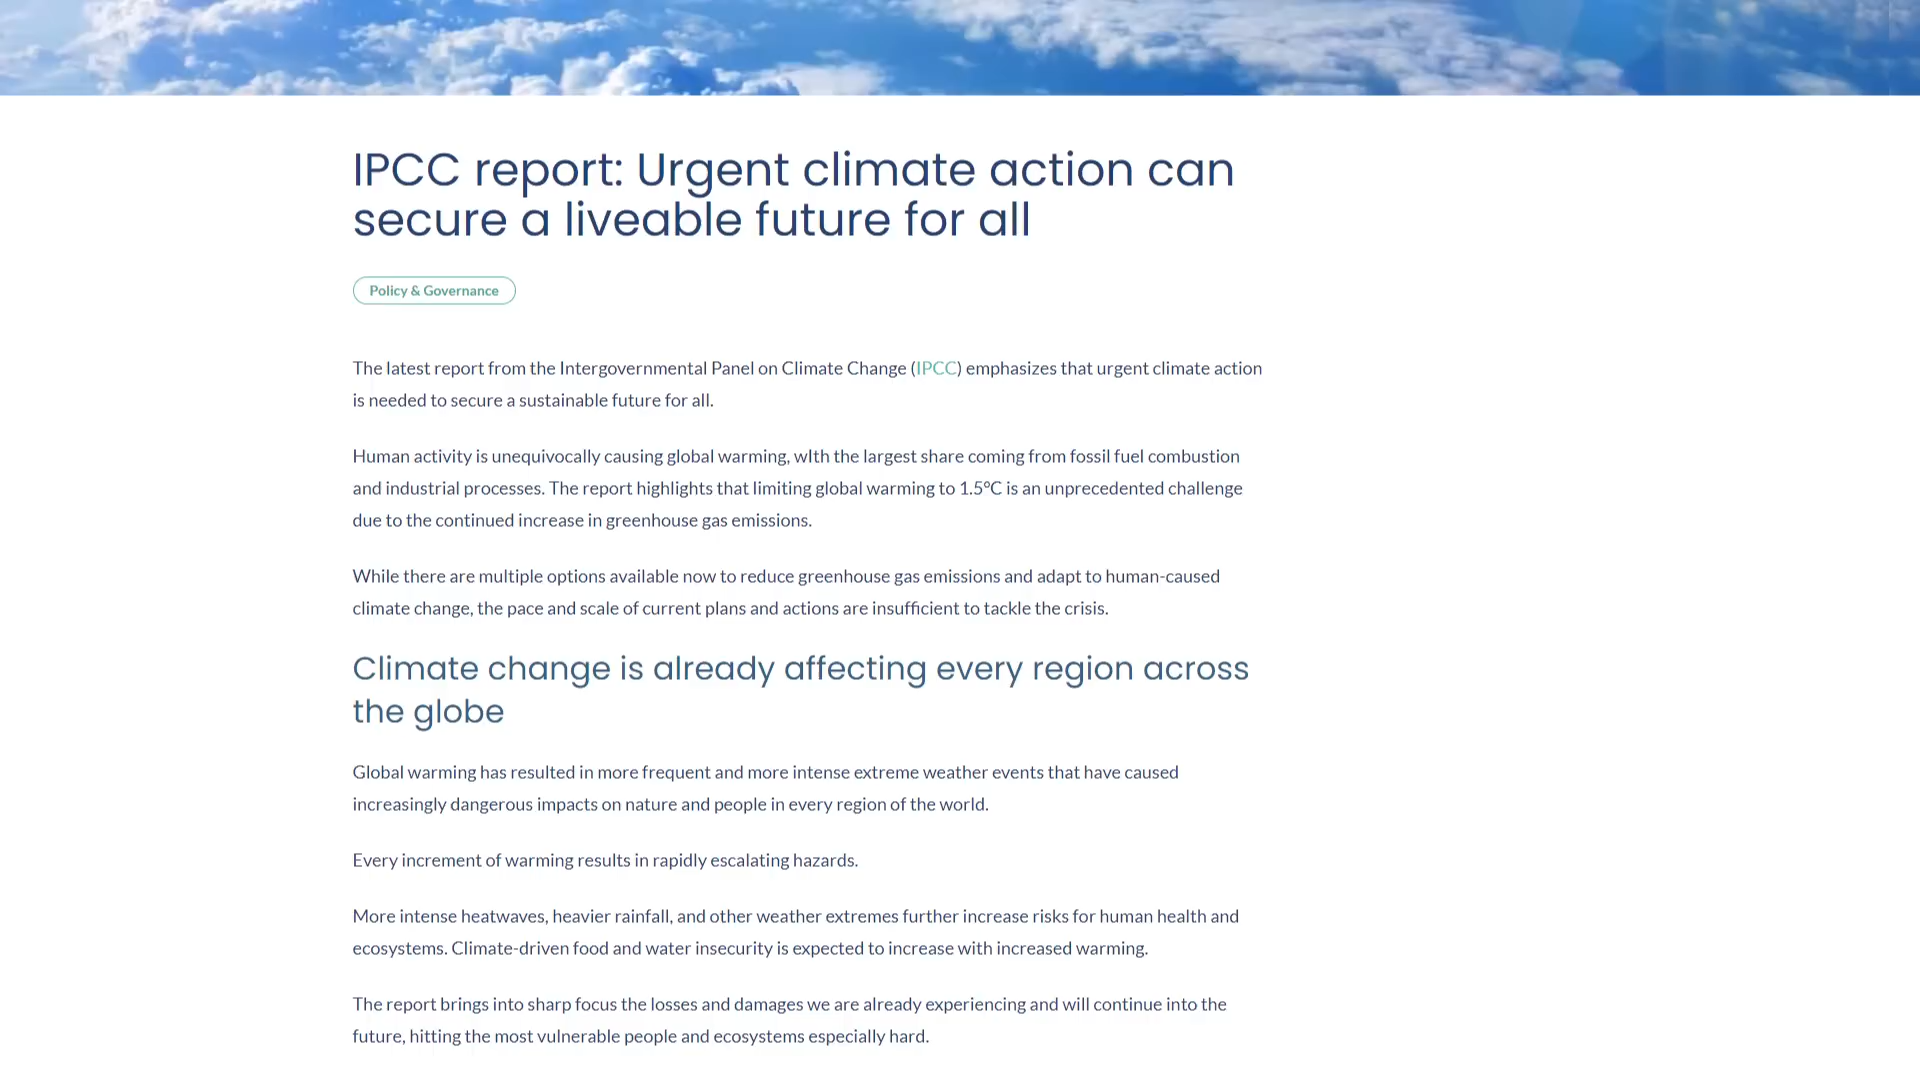 IPCC report: Urgent climate action can
secure a liveable future for all
Policy & Governance
The latest report from the Intergovernmental Panel on Climate Change (IPCC) emphasizes that urgent climate action
is needed to secure a sustainable future for all.
Human activity is unequivocally causing global warming, wIth the largest share coming from fossil fuel combustion
and industrial processes. The report highlights that limiting global warming to 1.5°C is an unprecedented challenge
due to the continued increase in greenhouse gas emissions.
While there are multiple options available now to reduce greenhouse gas emissions and adapt to human-caused
climate change, the pace and scale of current plans and actions are insufficient to tackle the crisis.
Climate change is already affecting every region across
the globe
Global warming has resulted in more frequent and more intense extreme weather events that have caused
increasingly dangerous impacts on nature and people in every region of the world.
Every increment of warming results in rapidly escalating hazards.
More intense heatwaves, heavier rainfall, and other weather extremes further increase risks for human health and
ecosystems. Climate-driven food and water insecurity is expected to increase with increased warming.
The report brings into sharp focus the losses and damages we are already experiencing and will continue into the
future, hitting the most vulnerable people and ecosystems especially hard.